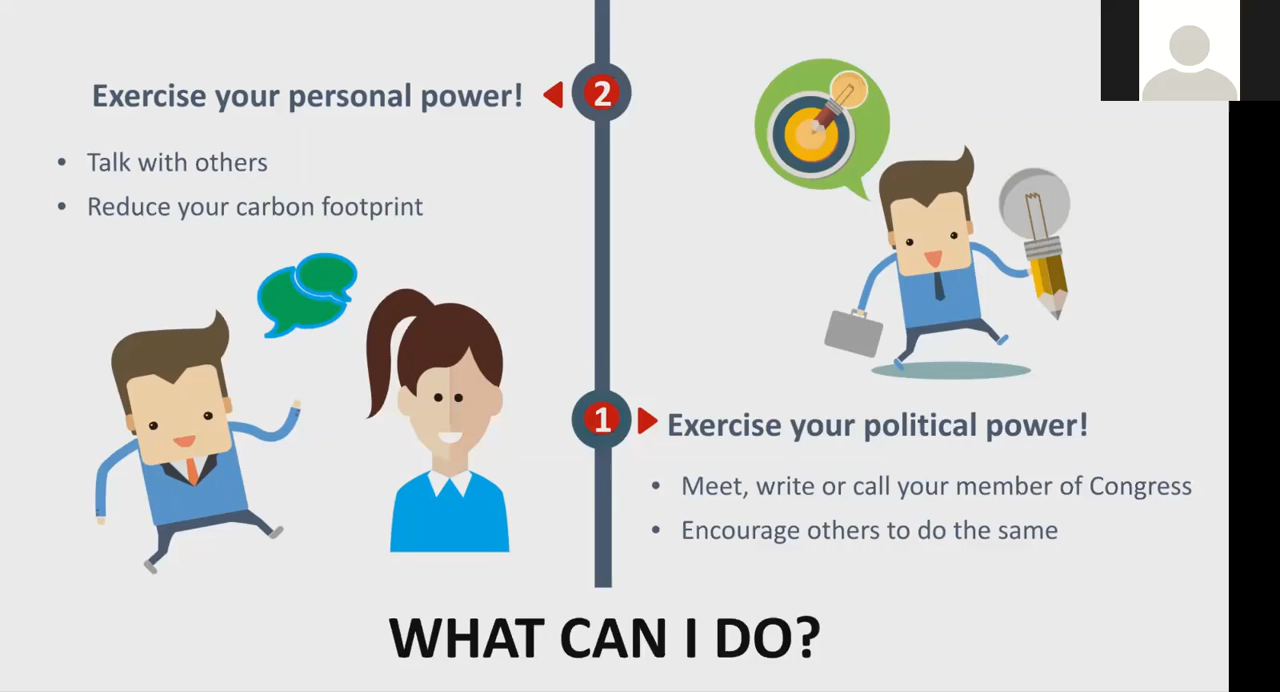 Exercise your personal power!
2
• Talk with others
• Reduce your carbon footprint
1
Exercise your political power!
• Meet, write or call your member of Congress
• Encourage others to do the same
WHAT CAN I DO?